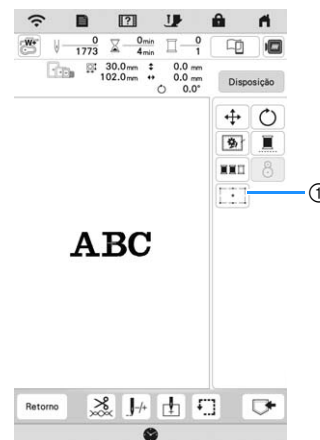 ?
W+ 0 0min 0
1773 4min 1
30.0mm 0.0 mm
102.0mm 0.0 mm
0.0°
Disposição
①
ABC
Retorno